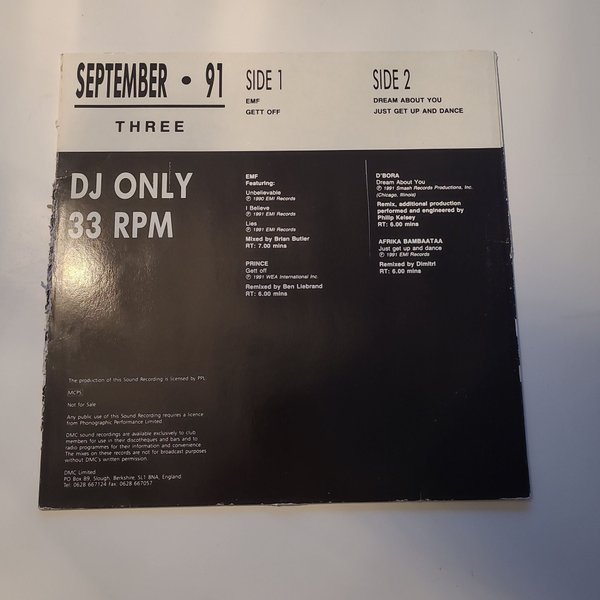 SEPTEMBER • 91
THREE
SIDE 1
EMF
GETT OFF
SIDE 2
DREAM ABOUT YOU
JUST GET UP AND DANCE
DJ ONLY
33 RPM
EMF
Featuring:
Unbelievable
℗ 1990 EMI Records
I Believe
℗ 1991 EMI Records
Lies
℗ 1991 EMI Records
Mixed by Brian Butler
RT: 7.00 mins
PRINCE
Gett off
℗ 1991 WEA International Inc.
Remixed by Ben Liebrand
RT: 6.00 mins
D'BORA
Dream About You
℗ 1991 Smash Records Productions, Inc.
(Chicago, Illinois)
Remix, additional production
performed and engineered by
Philip Kelsey
RT: 6.00 mins
AFRIKA BAMBAATAA
Just get up and dance
℗ 1991 EMI Records
Remixed by Dimitri
RT: 6.00 mins
The production of this Sound Recording is licensed by PPL.
MCPS
Not for Sale
Any public use of this Sound Recording requires a licence
from Phonographic Performance Limited.
DMC sound recordings are available exclusively to club
members for use in their discotheques and bars and to
radio programmes for their information and convenience.
The mixes on these records are not for broadcast purposes
without DMC's written permission.
DMC Limited
PO Box 89, Slough, Berkshire, SL1 8NA, England
Tel: 0628 667124 Fax: 0628 667057